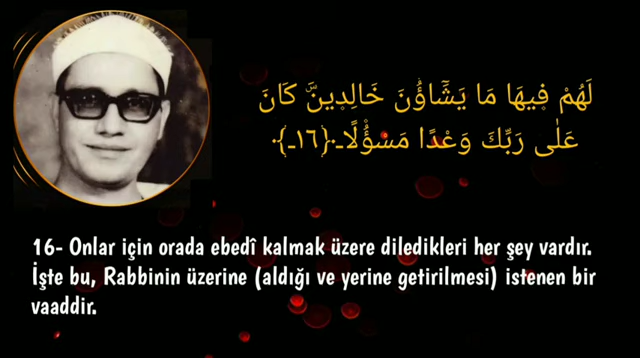 لَهُمْ فٖيهَا مَا يَشَٓاؤُ۫نَ خَالِدٖينَؕ كَانَ
عَلٰى رَبِّكَ وَعْدًا مَسْؤُ۫لًا ﴿١٦﴾
16- Onlar için orada ebedî kalmak üzere diledikleri her şey vardır.
İşte bu, Rabbinin üzerine (aldığı ve yerine getirilmesi) istenen bir
vaaddir.